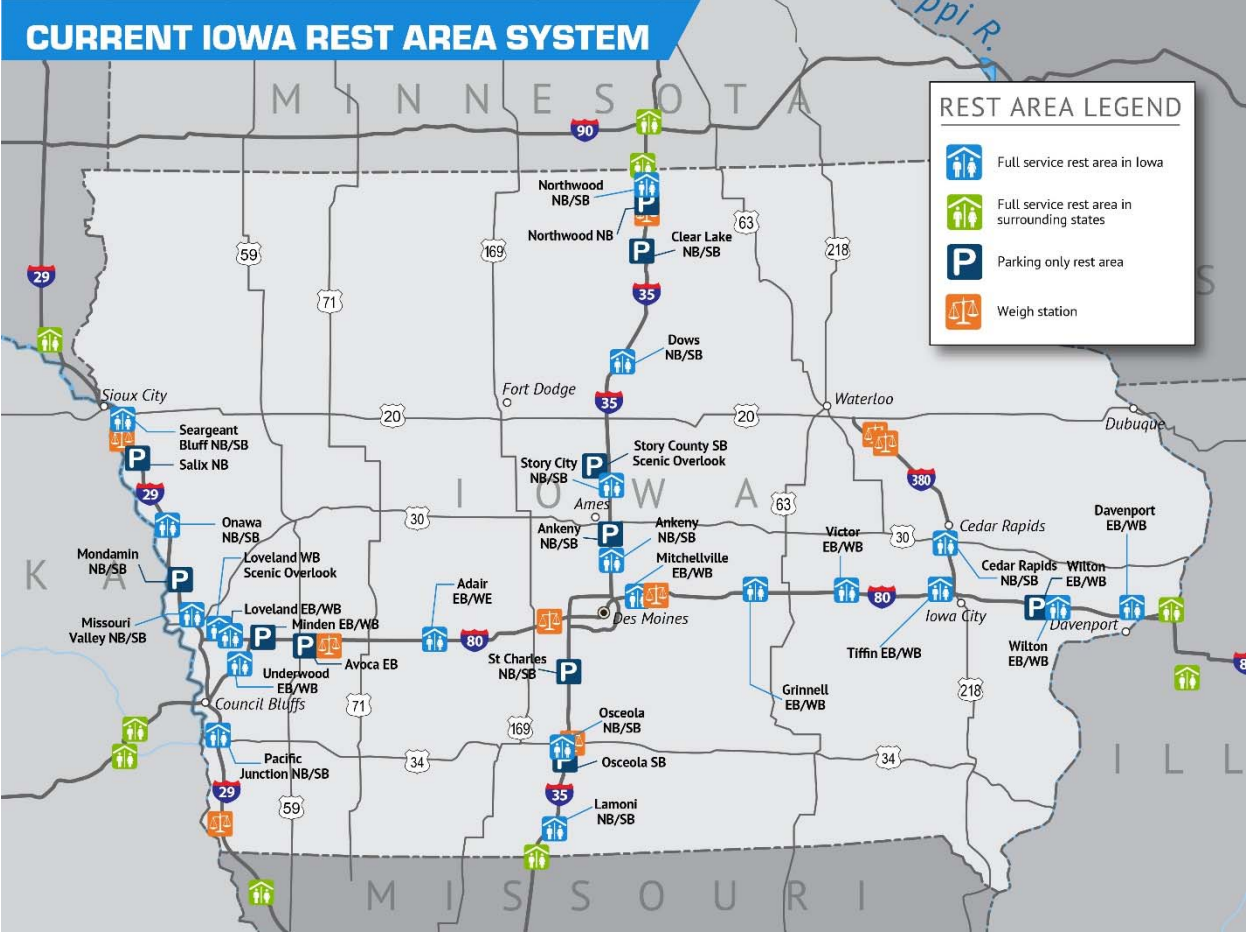 CURRENT IOWA REST AREA SYSTEM
ppi R.
MINNESOTA
REST AREA LEGEND
Full service rest area in Iowa
Full service rest area in
surrounding states
P
Parking only rest area
Weigh station
S
90
Northwood
NB/SB
P
Northwood NB
Clear Lake
NB/SB
P
63
59
169
218
29
71
35
Dows
NB/SB
Sioux City
Fort Dodge
35
Waterloo
20
20
Dubuque
Seargeant
Bluff NB/SB
P
Salix NB
29
Story County SB
Scenic Overlook
P
Story City
NB/SB
380
IOWA
Ames
63
30
Onawa
NB/SB
Ankeny
NB/SB
P
Ankeny
NB/SB
Victor
EB/WB
30
Cedar Rapids
Davenport
EB/WB
Mondamin
NB/SB
P
Loveland WB
Scenic Overlook
Mitchellville
EB/WB
Cedar Rapids
NB/SB
Wilton
EB/WB
KA
Adair
EB/WE
80
Iowa City
P
Loveland EB/WB
Minden EB/WB
Missouri
Valley NB/SB
P
P
80
Des Moines
Davenport
Tiffin EB/WB
Wilton
EB/WB
Avoca EB
St Charles
NB/SB
P
Underwood
EB/WB
Grinnell
EB/WB
8
Council Bluffs
71
218
169
Osceola
NB/SB
Pacific
Junction NB/SB
34
P
Osceola SB
34
ILL
29
59
35
Lamoni
NB/SB
MISSOURI